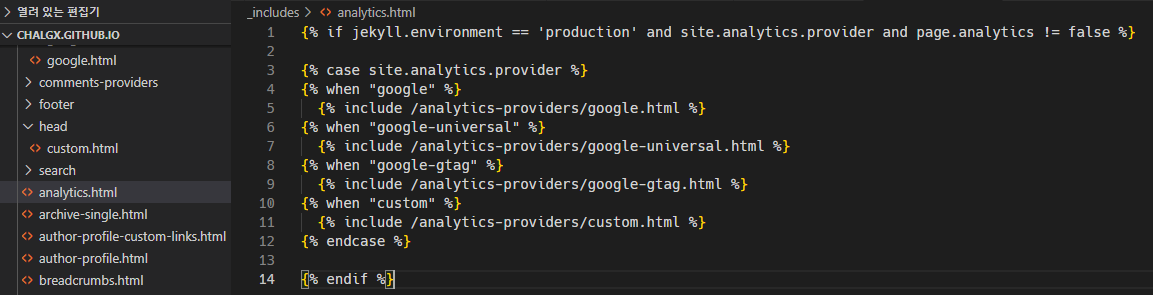 열려 있는 편집기
CHALGX.GITHUB.IO
google.html
comments-providers
footer
head
custom.html
search
analytics.html
archive-single.html
author-profile-custom-links.html
author-profile.html
breadcrumbs.html
_includes > analytics.html
1 {% if jekyll.environment == 'production' and site.analytics.provider and page.analytics != false %}
2
3 {% case site.analytics.provider %}
4 {% when "google" %}
5 {% include /analytics-providers/google.html %}
6 {% when "google-universal" %}
7 {% include /analytics-providers/google-universal.html %}
8 {% when "google-gtag" %}
9 {% include /analytics-providers/google-gtag.html %}
10 {% when "custom" %}
11 {% include /analytics-providers/custom.html %}
12 {% endcase %}
13
14 {% endif %}